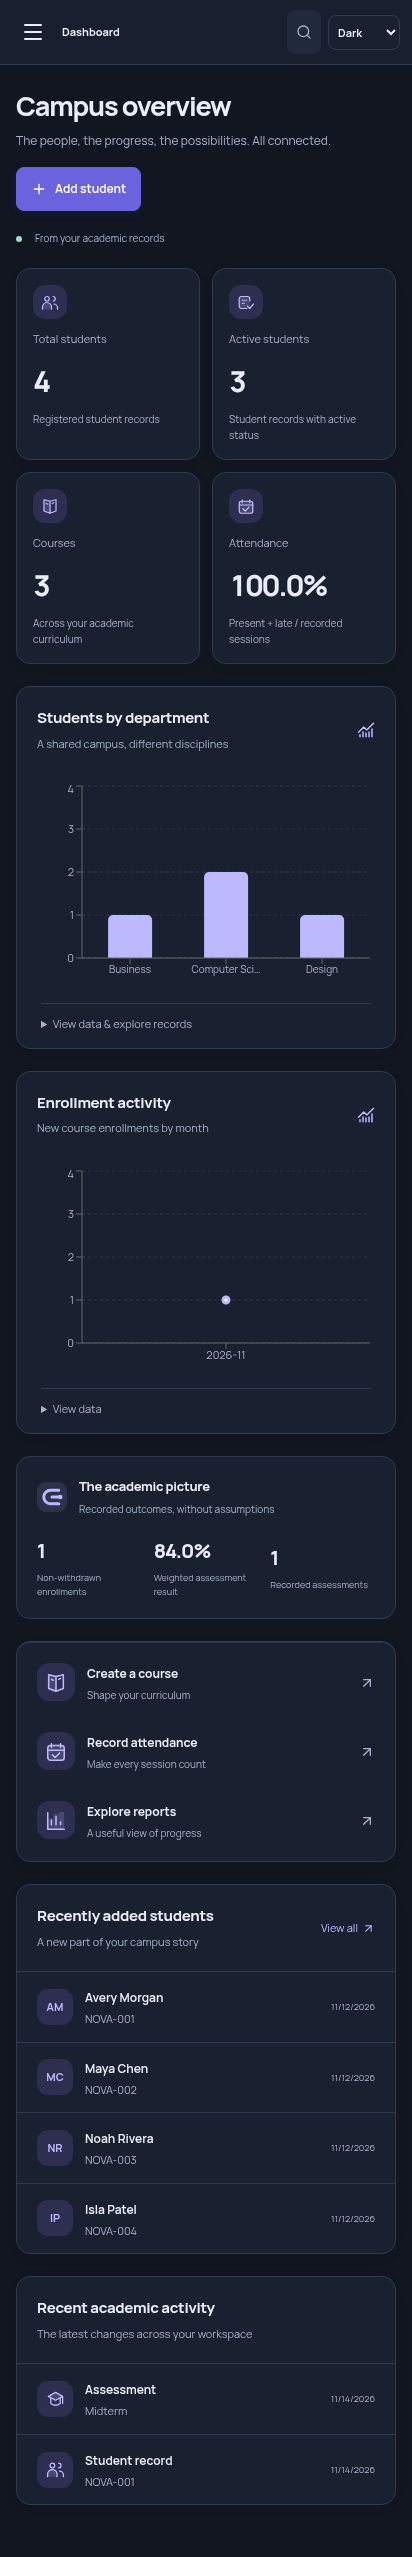 Dashboard
Dark
Campus overview
The people, the progress, the possibilities. All connected.
Add student
From your academic records
Total students
4
Registered student records
Active students
3
Student records with active
status
Courses
3
Across your academic
curriculum
Attendance
100.0%
Present + late / recorded
sessions
Students by department
A shared campus, different disciplines
4
3
2
1
0
Business
Computer Sci...
Design
View data & explore records
Enrollment activity
New course enrollments by month
4
3
2
1
0
2026-11
View data
The academic picture
Recorded outcomes, without assumptions
1
Non-withdrawn
enrollments
84.0%
Weighted assessment
result
1
Recorded assessments
Create a course
Shape your curriculum
Record attendance
Make every session count
Explore reports
A useful view of progress
Recently added students
A new part of your campus story
View all
AM
Avery Morgan
NOVA-001
11/12/2026
MC
Maya Chen
NOVA-002
11/12/2026
NR
Noah Rivera
NOVA-003
11/12/2026
IP
Isla Patel
NOVA-004
11/12/2026
Recent academic activity
The latest changes across your workspace
Assessment
Midterm
11/14/2026
Student record
NOVA-001
11/14/2026